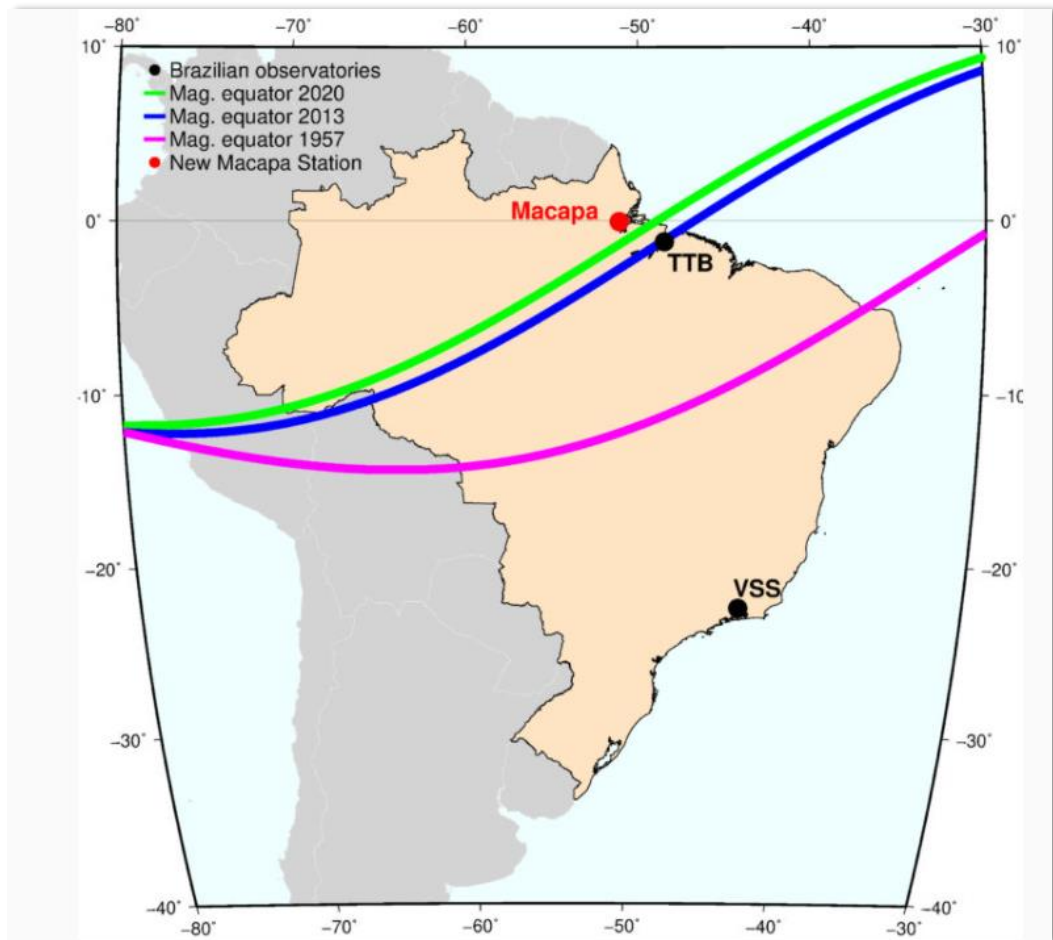 −80˚ −70˚ −60˚ −50˚ −40˚ −30˚
10˚ 10˚
Brazilian observatories
Mag. equator 2020
Mag. equator 2013
Mag. equator 1957
New Macapa Station
Macapa
0˚ 0˚
TTB
-10˚ −10
−20˚ −20˚
VSS
−30˚ −30˚
−40˚ −40˚
−80˚ −70˚ −60˚ −50˚ −40˚ −30˚